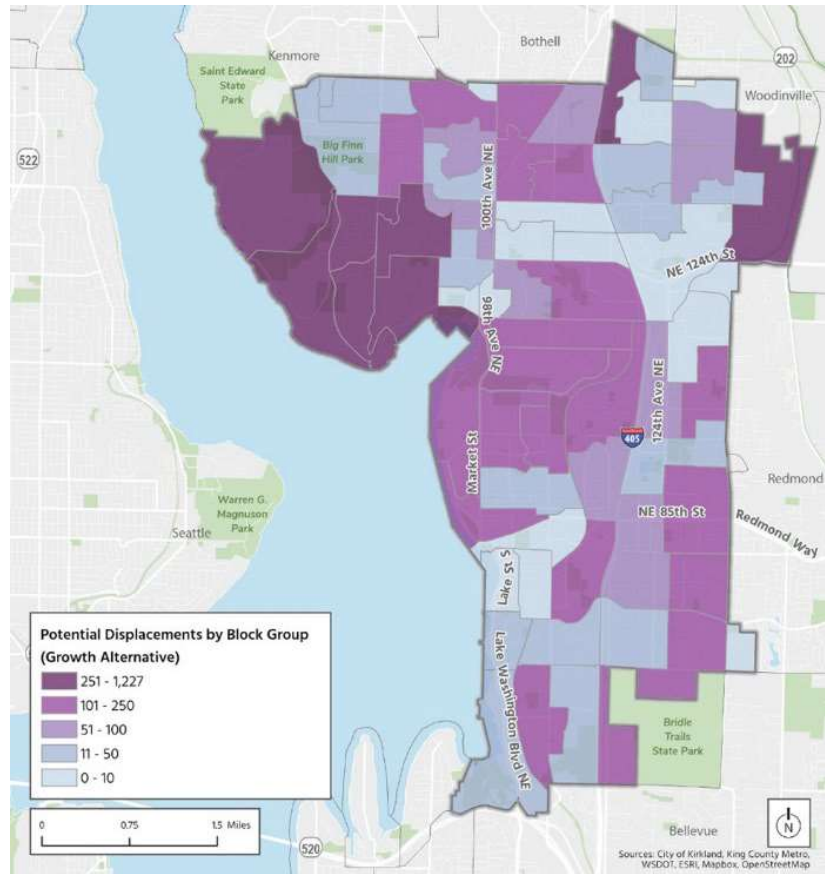 Kenmore
Bothell
202
Saint Edward
State
Park
Woodinville
522
Big Finn
Hill Park
100th Ave NE
NE 124th St
98th Ave NE
124th Ave NE
405
Market St
Redmond
Warren G.
Magnuson
Park
Seattle
NE 85th St
Redmond Way
Lake St S
Lake Washington Blvd NE
Bridle
Trails
State Park
Potential Displacements by Block Group
(Growth Alternative)
251 - 1,227
101 - 250
51 - 100
11 - 50
0 - 10
0 0.75 1.5 Miles
520
Bellevue
N
Sources: City of Kirkland, King County Metro,
WSDOT, ESRI, Mapbox, OpenStreetMap